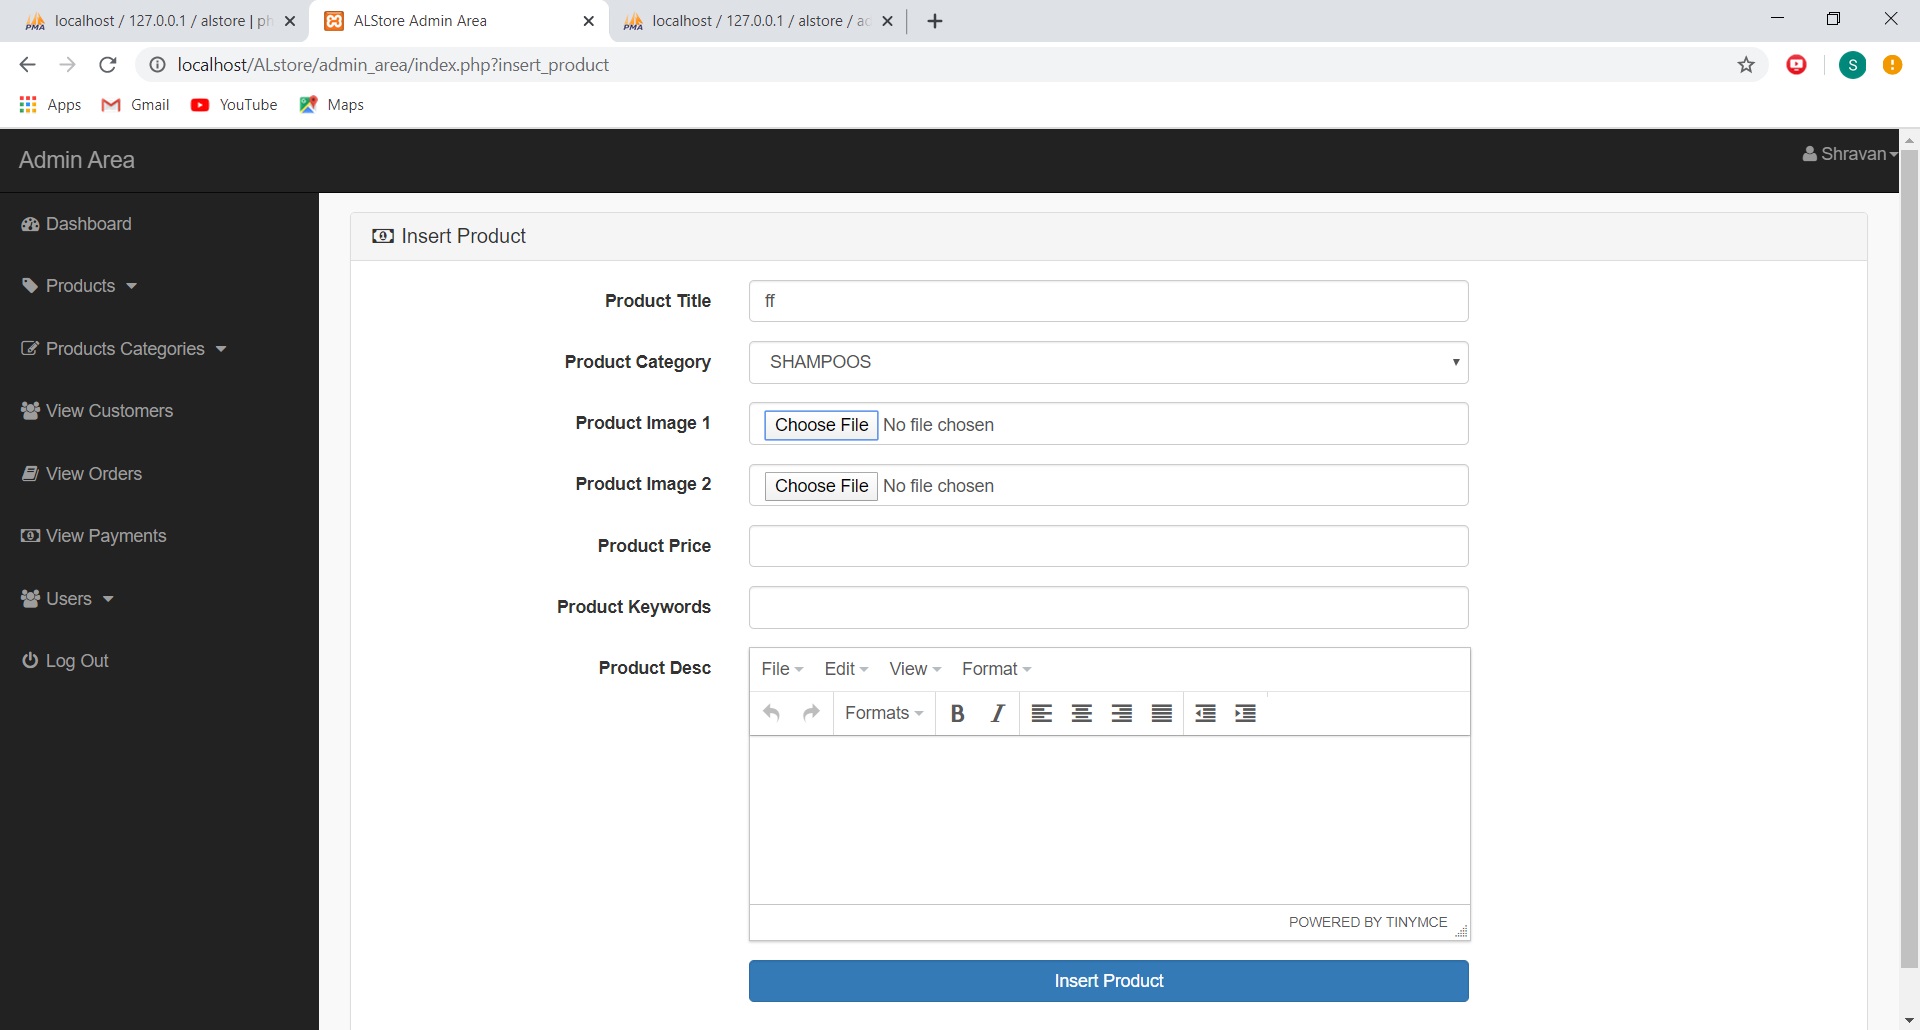 localhost / 127.0.0.1 / alstore | ph
ALStore Admin Area
localhost / 127.0.0.1 / alstore / ad
localhost/ALstore/admin_area/index.php?insert_product
S
Apps
Gmail
YouTube
Maps
Admin Area
Shravan
Dashboard
Products
Products Categories
View Customers
View Orders
View Payments
Users
Log Out
Insert Product
Product Title
ff
Product Category
SHAMPOOS
Product Image 1
Choose File No file chosen
Product Image 2
Choose File No file chosen
Product Price
Product Keywords
Product Desc
File Edit View Format
Formats B I
POWERED BY TINYMCE
Insert Product